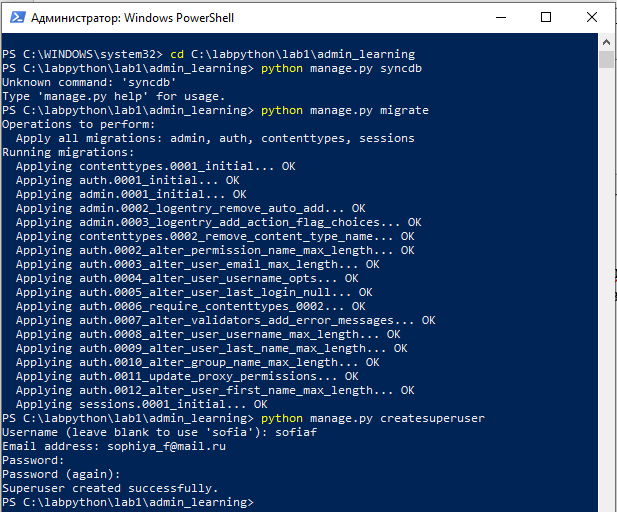 Администратор: Windows PowerShell
PS C:\WINDOWS\system32> cd C:\labpython\lab1\admin_learning
PS C:\labpython\lab1\admin_learning> python manage.py syncdb
Unknown command: 'syncdb'
Type 'manage.py help' for usage.
PS C:\labpython\lab1\admin_learning> python manage.py migrate
Operations to perform:
  Apply all migrations: admin, auth, contenttypes, sessions
Running migrations:
  Applying contenttypes.0001_initial... OK
  Applying auth.0001_initial... OK
  Applying admin.0001_initial... OK
  Applying admin.0002_logentry_remove_auto_add... OK
  Applying admin.0003_logentry_add_action_flag_choices... OK
  Applying contenttypes.0002_remove_content_type_name... OK
  Applying auth.0002_alter_permission_name_max_length... OK
  Applying auth.0003_alter_user_email_max_length... OK
  Applying auth.0004_alter_user_username_opts... OK
  Applying auth.0005_alter_user_last_login_null... OK
  Applying auth.0006_require_contenttypes_0002... OK
  Applying auth.0007_alter_validators_add_error_messages... OK
  Applying auth.0008_alter_user_username_max_length... OK
  Applying auth.0009_alter_user_last_name_max_length... OK
  Applying auth.0010_alter_group_name_max_length... OK
  Applying auth.0011_update_proxy_permissions... OK
  Applying auth.0012_alter_user_first_name_max_length... OK
  Applying sessions.0001_initial... OK
PS C:\labpython\lab1\admin_learning> python manage.py createsuperuser
Username (leave blank to use 'sofia'): sofiaf
Email address: sophiya_f@mail.ru
Password:
Password (again):
Superuser created successfully.
PS C:\labpython\lab1\admin_learning>